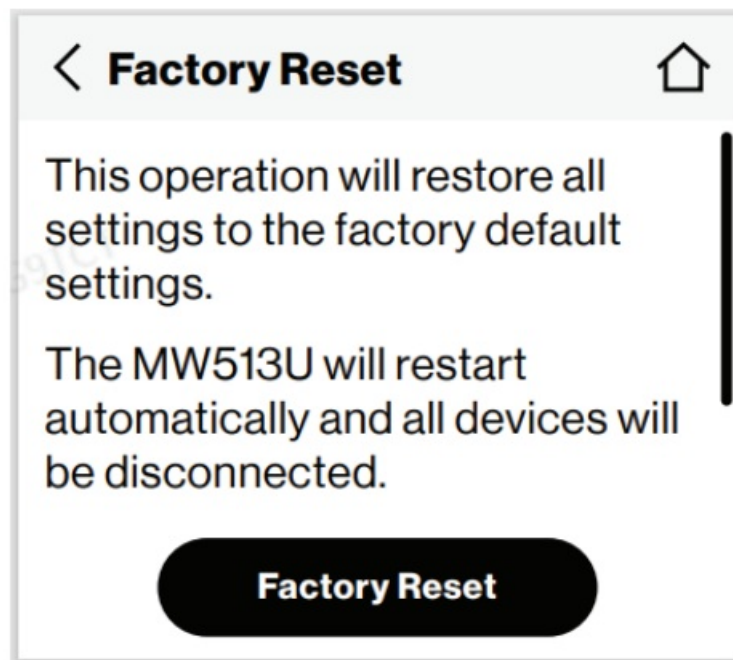 Factory Reset
This operation will restore all
settings to the factory default
settings.
The MW513U will restart
automatically and all devices will
be disconnected.
Factory Reset